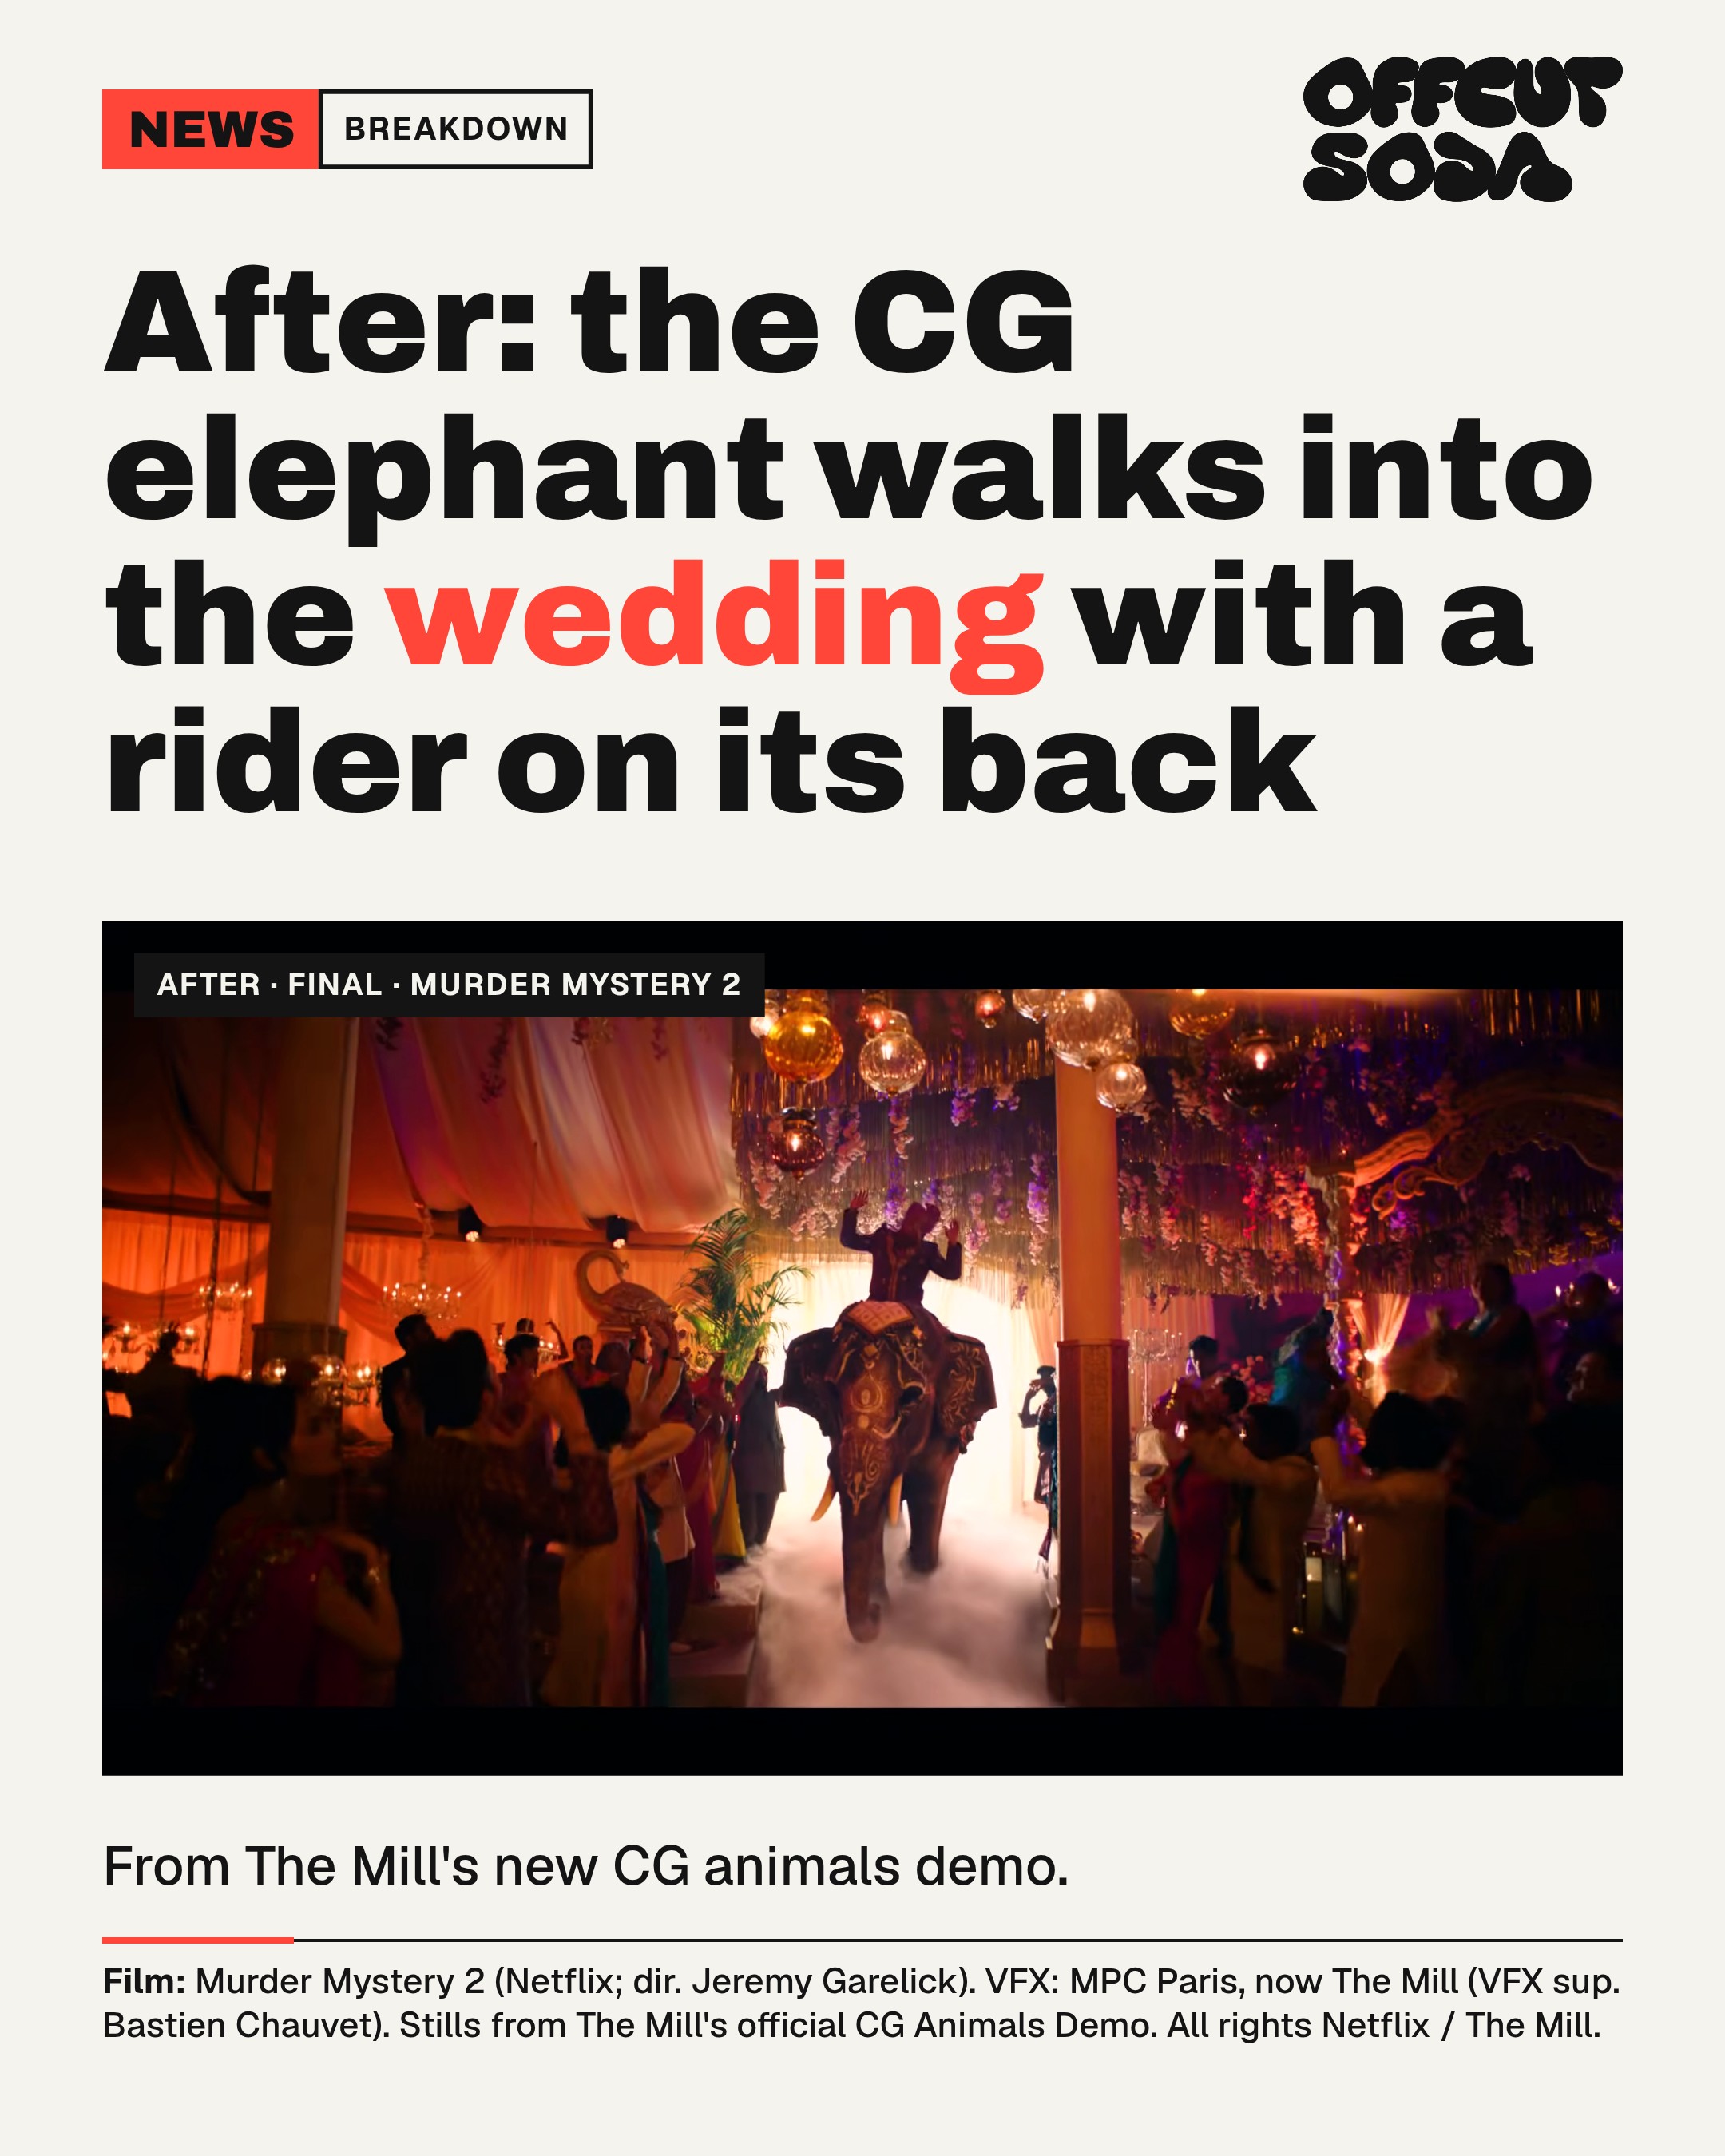 NEWS BREAKDOWN
OFFCUT
SODA
After: the CG
elephant walks into
the wedding with a
rider on its back
AFTER · FINAL · MURDER MYSTERY 2
From The Mill's new CG animals demo.
Film: Murder Mystery 2 (Netflix; dir. Jeremy Garelick). VFX: MPC Paris, now The Mill (VFX sup.
Bastien Chauvet). Stills from The Mill's official CG Animals Demo. All rights Netflix / The Mill.